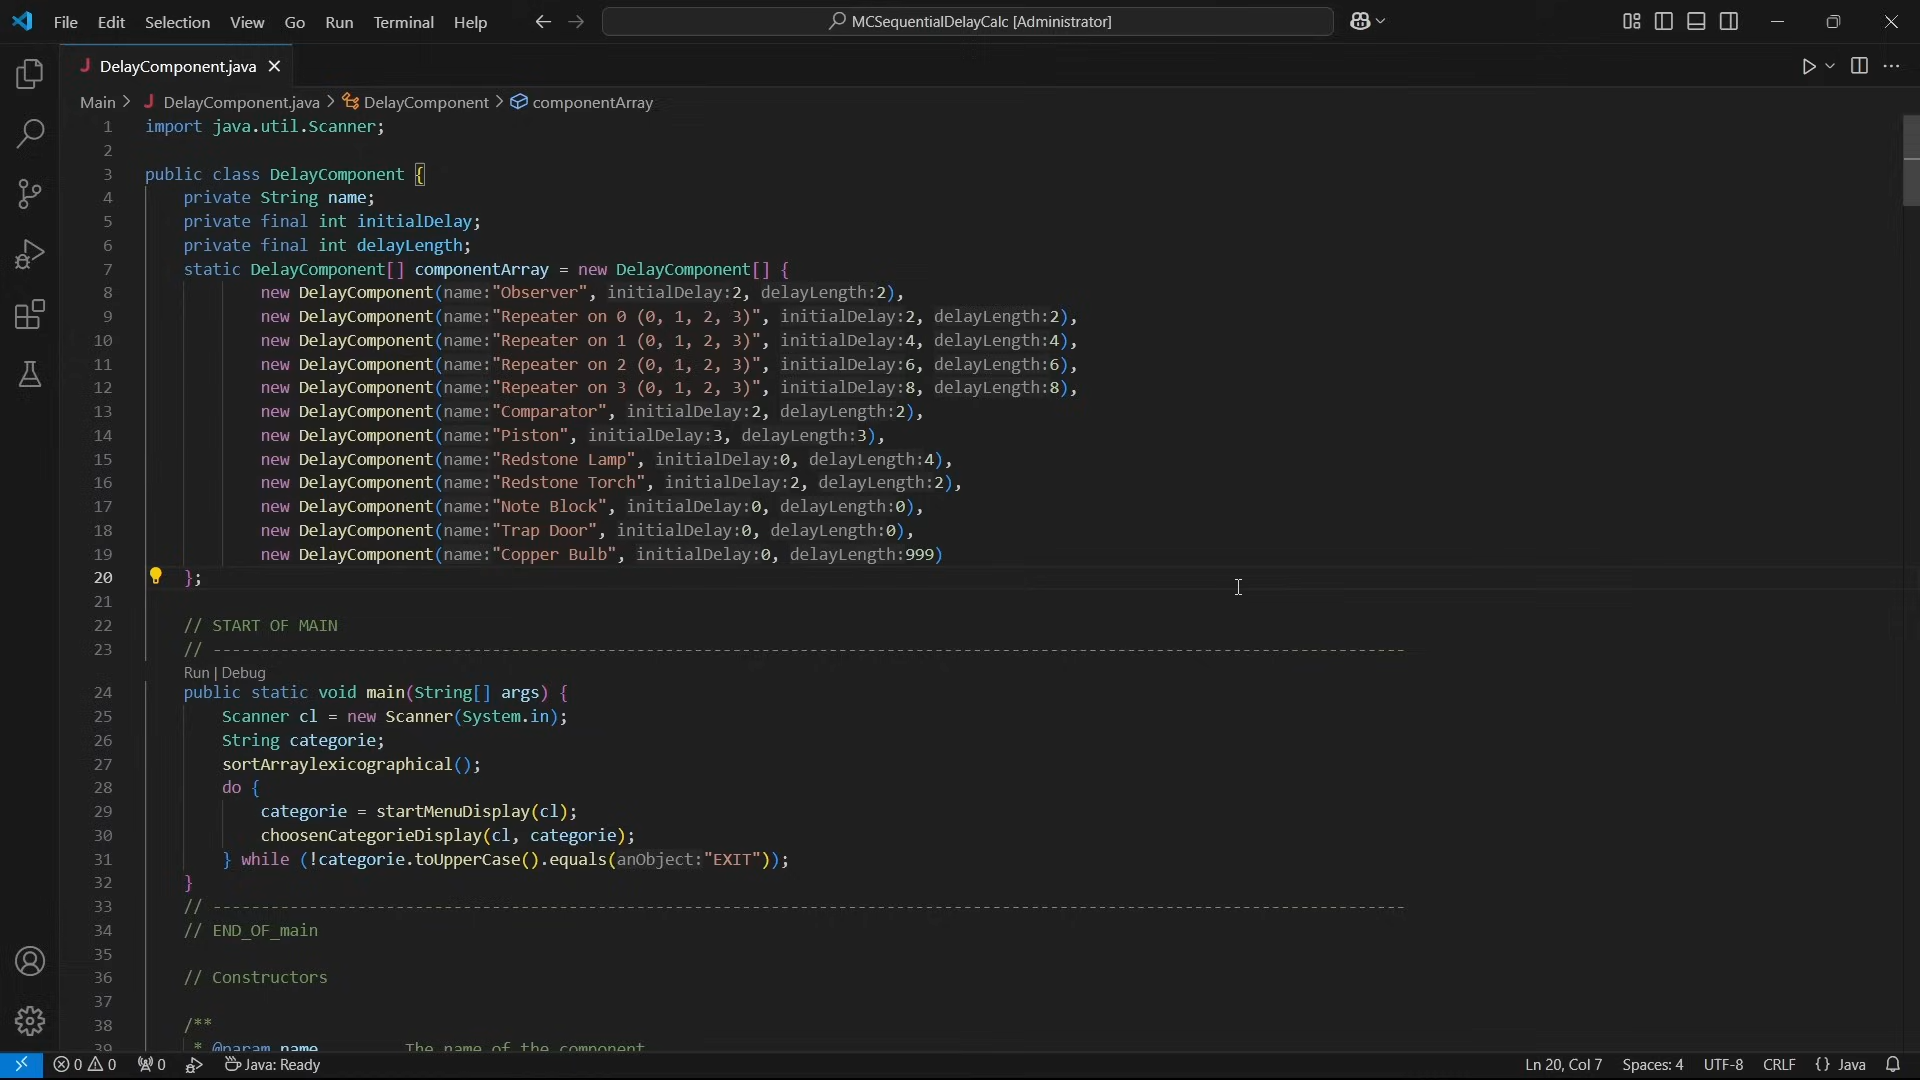 File Edit Selection View Go Run Terminal Help MCSequentialDelayCalc [Administrator]
DelayComponent.java
Main > DelayComponent.java > DelayComponent > componentArray
1 import java.util.Scanner;
2
3 public class DelayComponent {
4 private String name;
5 private final int initialDelay;
6 private final int delayLength;
7 static DelayComponent[] componentArray = new DelayComponent[] {
8 new DelayComponent(name:"Observer", initialDelay:2, delayLength:2),
9 new DelayComponent(name:"Repeater on 0 (0, 1, 2, 3)", initialDelay:2, delayLength:2),
10 new DelayComponent(name:"Repeater on 1 (0, 1, 2, 3)", initialDelay:4, delayLength:4),
11 new DelayComponent(name:"Repeater on 2 (0, 1, 2, 3)", initialDelay:6, delayLength:6),
12 new DelayComponent(name:"Repeater on 3 (0, 1, 2, 3)", initialDelay:8, delayLength:8),
13 new DelayComponent(name:"Comparator", initialDelay:2, delayLength:2),
14 new DelayComponent(name:"Piston", initialDelay:3, delayLength:3),
15 new DelayComponent(name:"Redstone Lamp", initialDelay:0, delayLength:4),
16 new DelayComponent(name:"Redstone Torch", initialDelay:2, delayLength:2),
17 new DelayComponent(name:"Note Block", initialDelay:0, delayLength:0),
18 new DelayComponent(name:"Trap Door", initialDelay:0, delayLength:0),
19 new DelayComponent(name:"Copper Bulb", initialDelay:0, delayLength:999)
20 };
21
22 // START OF MAIN
23 // ----------------------------------------------------------------------------------------------------------------------------
Run | Debug
24 public static void main(String[] args) {
25 Scanner cl = new Scanner(System.in);
26 String categorie;
27 sortArraylexicographical();
28 do {
29 categorie = startMenuDisplay(cl);
30 choosenCategorieDisplay(cl, categorie);
31 } while (!categorie.toUpperCase().equals(anObject:"EXIT"));
32 }
33 // ----------------------------------------------------------------------------------------------------------------------------
34 // END_OF_main
35
36 // Constructors
37
38 /**
39 * @param name The name of the component
0 0 0 Java: Ready Ln 20, Col 7 Spaces: 4 UTF-8 CRLF {} Java